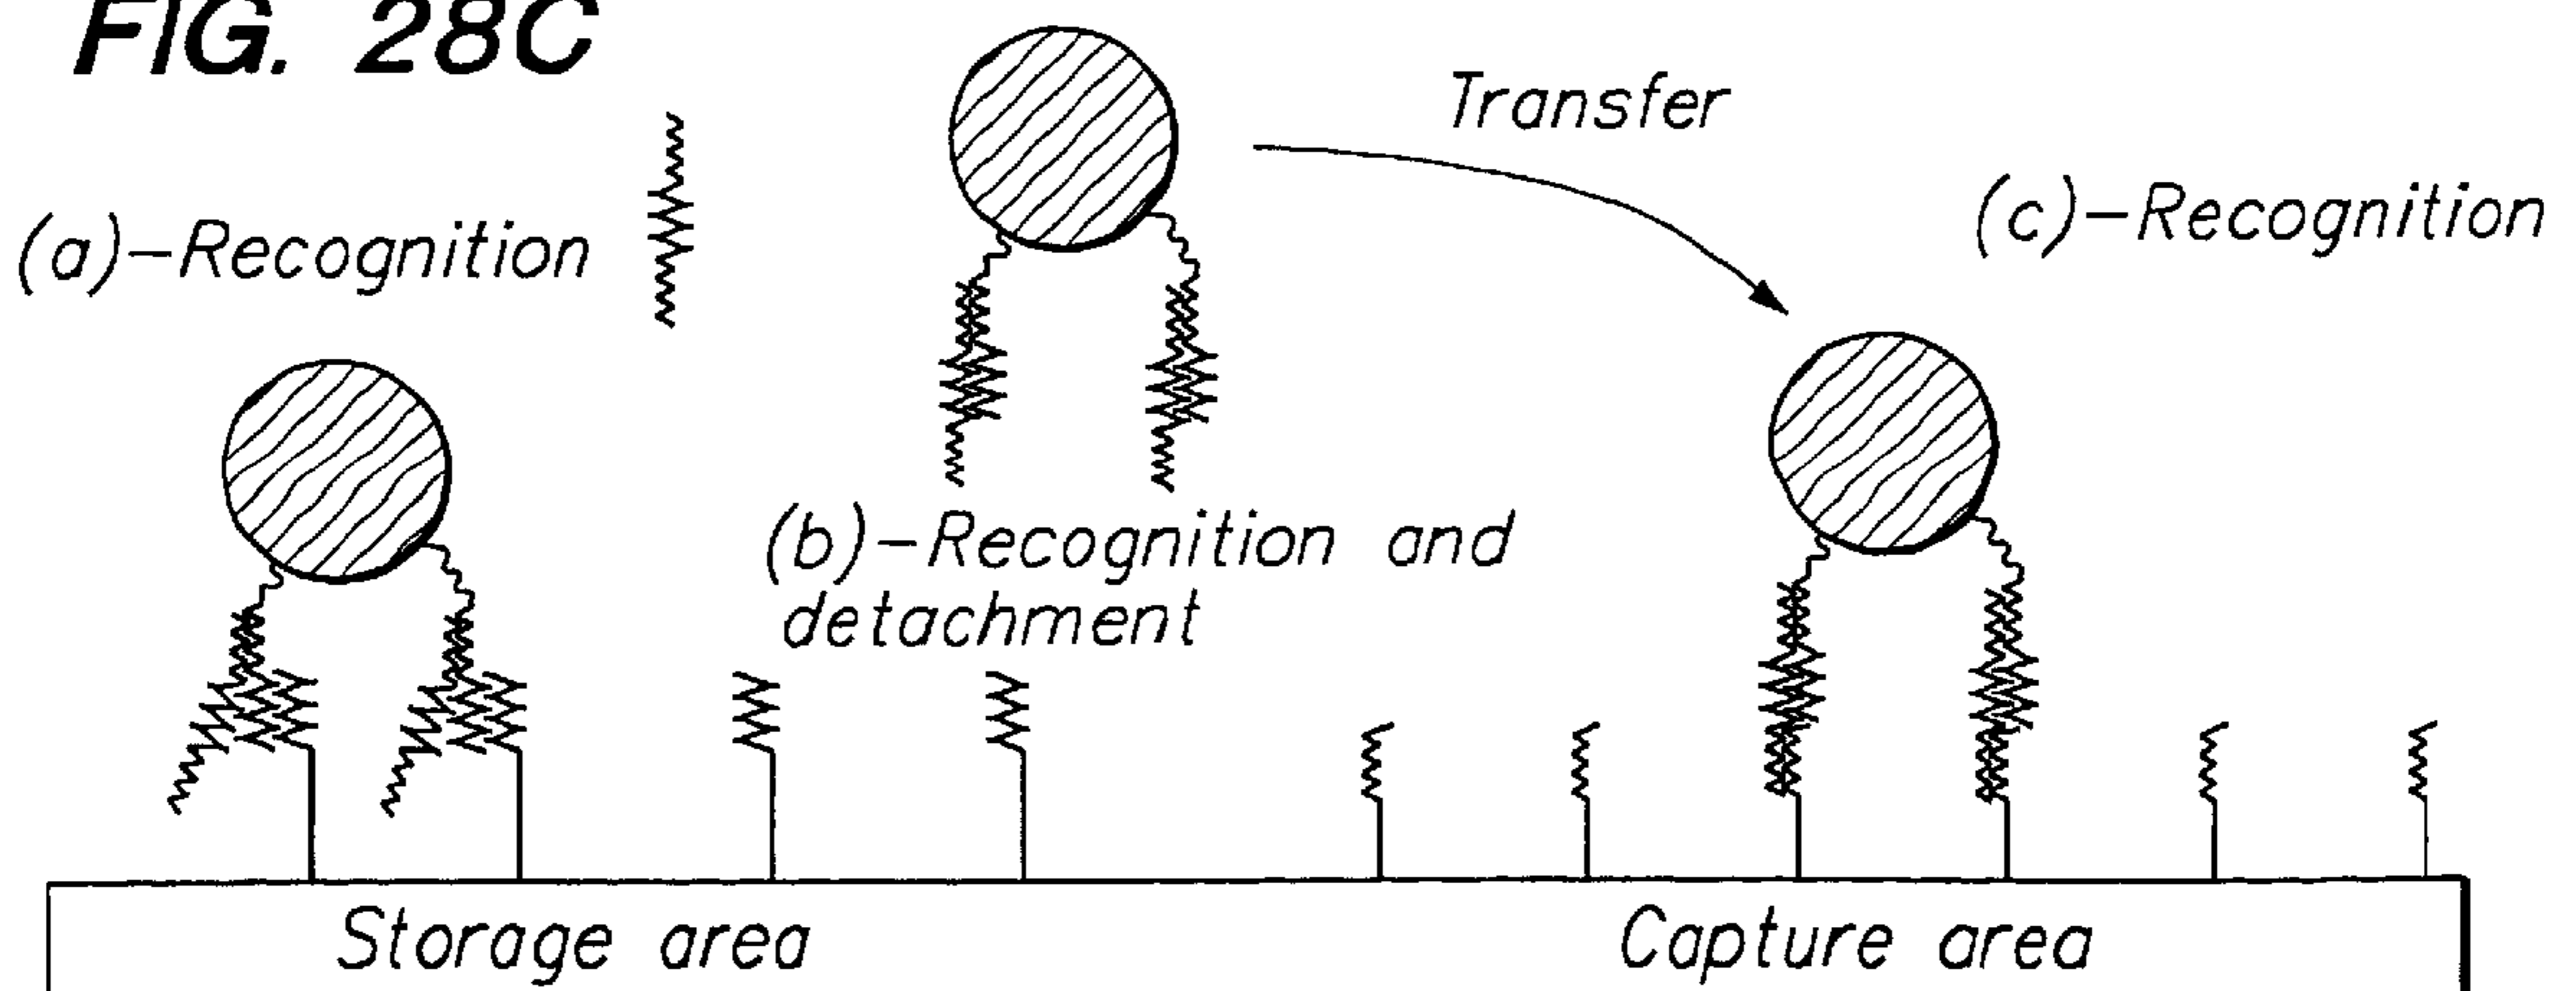 FIG. 28C
Transfer
(a)-Recognition
(c)-Recognition
(b)-Recognition and
detachment
Storage area
Capture area